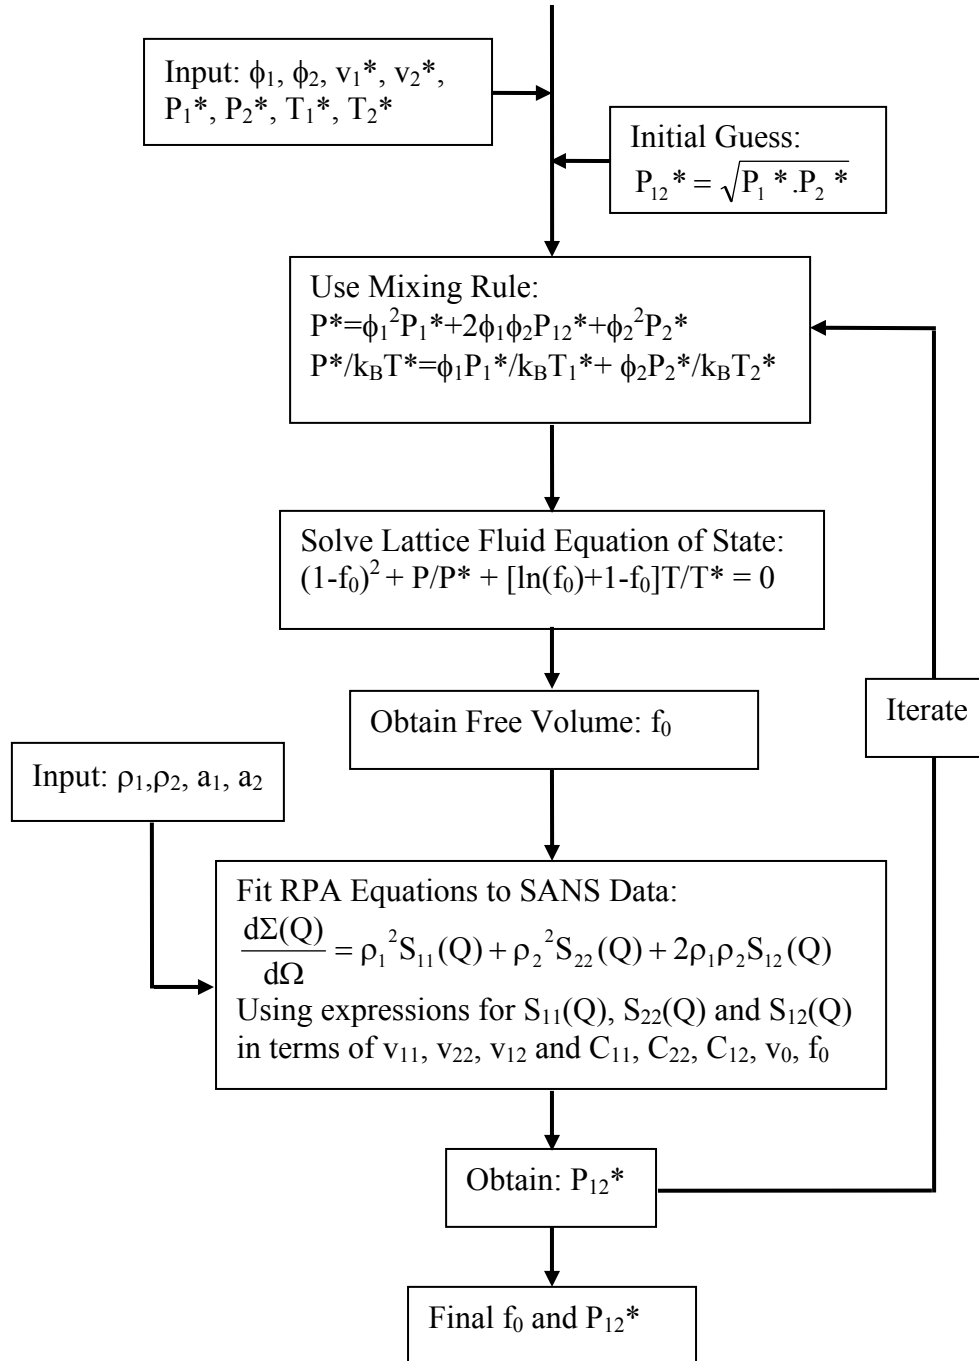 Input: ϕ₁, ϕ₂, v₁*, v₂*,
P₁*, P₂*, T₁*, T₂*
Initial Guess:
P₁₂* = √(P₁*.P₂*)
Use Mixing Rule:
P*=ϕ₁²P₁*+2ϕ₁ϕ₂P₁₂*+ϕ₂²P₂*
P*/k_BT*=ϕ₁P₁*/k_BT₁*+ ϕ₂P₂*/k_BT₂*
Solve Lattice Fluid Equation of State:
(1-f₀)² + P/P* + [ln(f₀)+1-f₀]T/T* = 0
Obtain Free Volume: f₀
Iterate
Input: ρ₁,ρ₂, a₁, a₂
Fit RPA Equations to SANS Data:
dΣ(Q)/dΩ = ρ₁²S₁₁(Q) + ρ₂²S₂₂(Q) + 2ρ₁ρ₂S₁₂(Q)
Using expressions for S₁₁(Q), S₂₂(Q) and S₁₂(Q)
in terms of v₁₁, v₂₂, v₁₂ and C₁₁, C₂₂, C₁₂, v₀, f₀
Obtain: P₁₂*
Final f₀ and P₁₂*